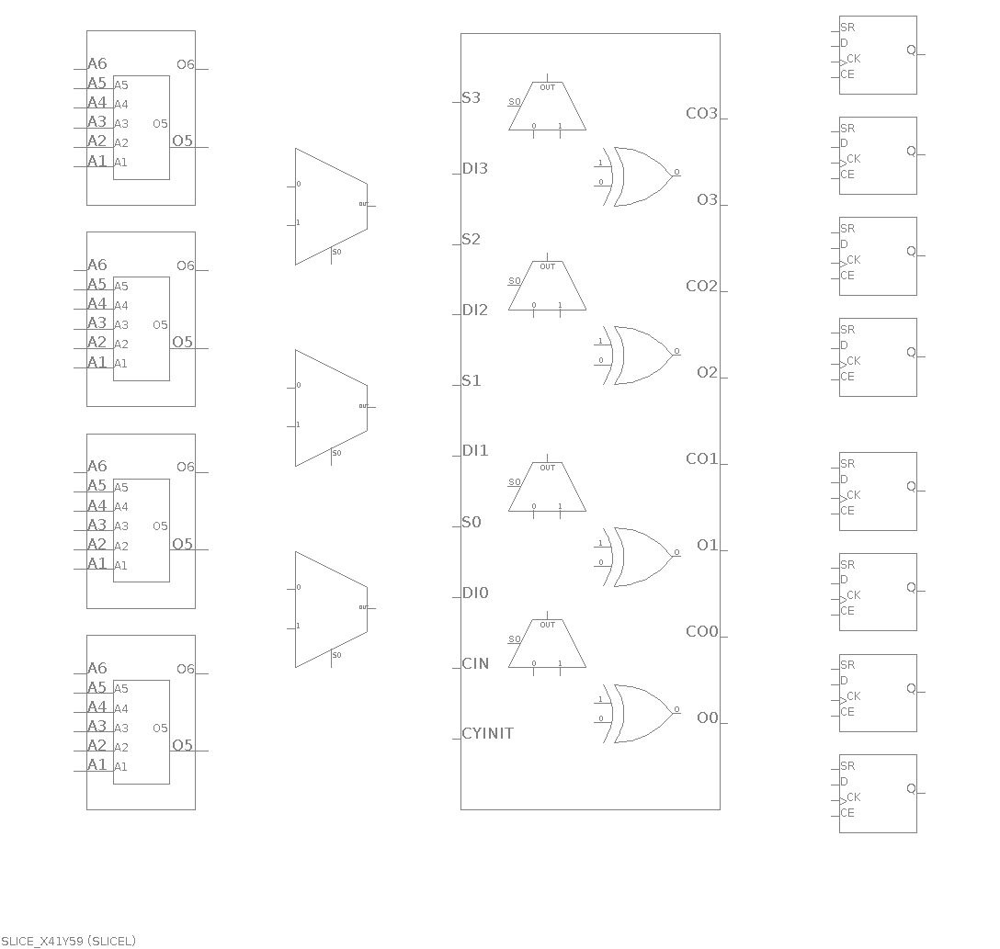 A6 O6
A5 A5
A4 A4
A3 A3 O5
A2 A2 O5
A1 A1
A6 O6
A5 A5
A4 A4
A3 A3 O5
A2 A2 O5
A1 A1
A6 O6
A5 A5
A4 A4
A3 A3 O5
A2 A2 O5
A1 A1
A6 O6
A5 A5
A4 A4
A3 A3 O5
A2 A2 O5
A1 A1
0
OUT
1
S0
0
OUT
1
S0
0
OUT
1
S0
S3
DI3
S2
DI2
S1
DI1
S0
DI0
CIN
CYINIT
OUT
S0
0 1
1
0
O
OUT
S0
0 1
1
0
O
OUT
S0
0 1
1
0
O
OUT
S0
0 1
1
0
O
CO3
O3
CO2
O2
CO1
O1
CO0
O0
SR
D
Q
CK
CE
SR
D
Q
CK
CE
SR
D
Q
CK
CE
SR
D
Q
CK
CE
SR
D
Q
CK
CE
SR
D
Q
CK
CE
SR
D
Q
CK
CE
SR
D
Q
CK
CE
SLICE_X41Y59 (SLICEL)